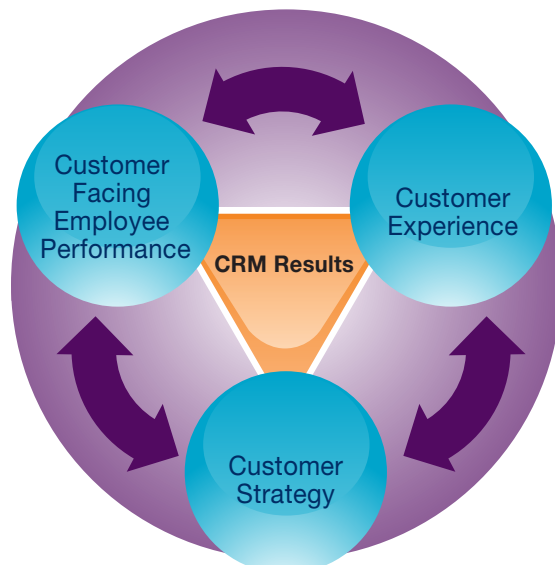 Customer
Facing
Employee
Performance
Customer
Experience
CRM Results
Customer
Strategy